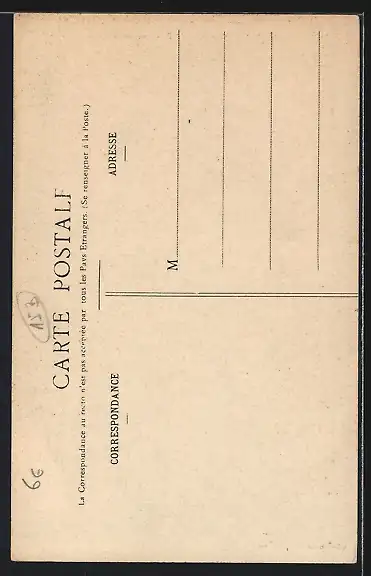 153
6€
CARTE POSTALE
La Correspondance au recto n'est pas acceptée par tous les Pays Etrangers. (Se renseigner à la Poste.)
CORRESPONDANCE
ADRESSE
M